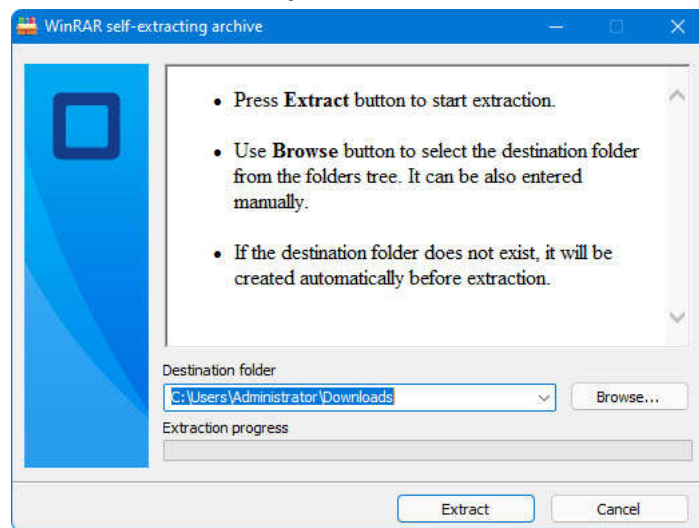 WinRAR self-extracting archive
• Press Extract button to start extraction.
• Use Browse button to select the destination folder
from the folders tree. It can be also entered
manually.
• If the destination folder does not exist, it will be
created automatically before extraction.
Destination folder
C:\Users\Administrator\Downloads
Browse...
Extraction progress
Extract
Cancel